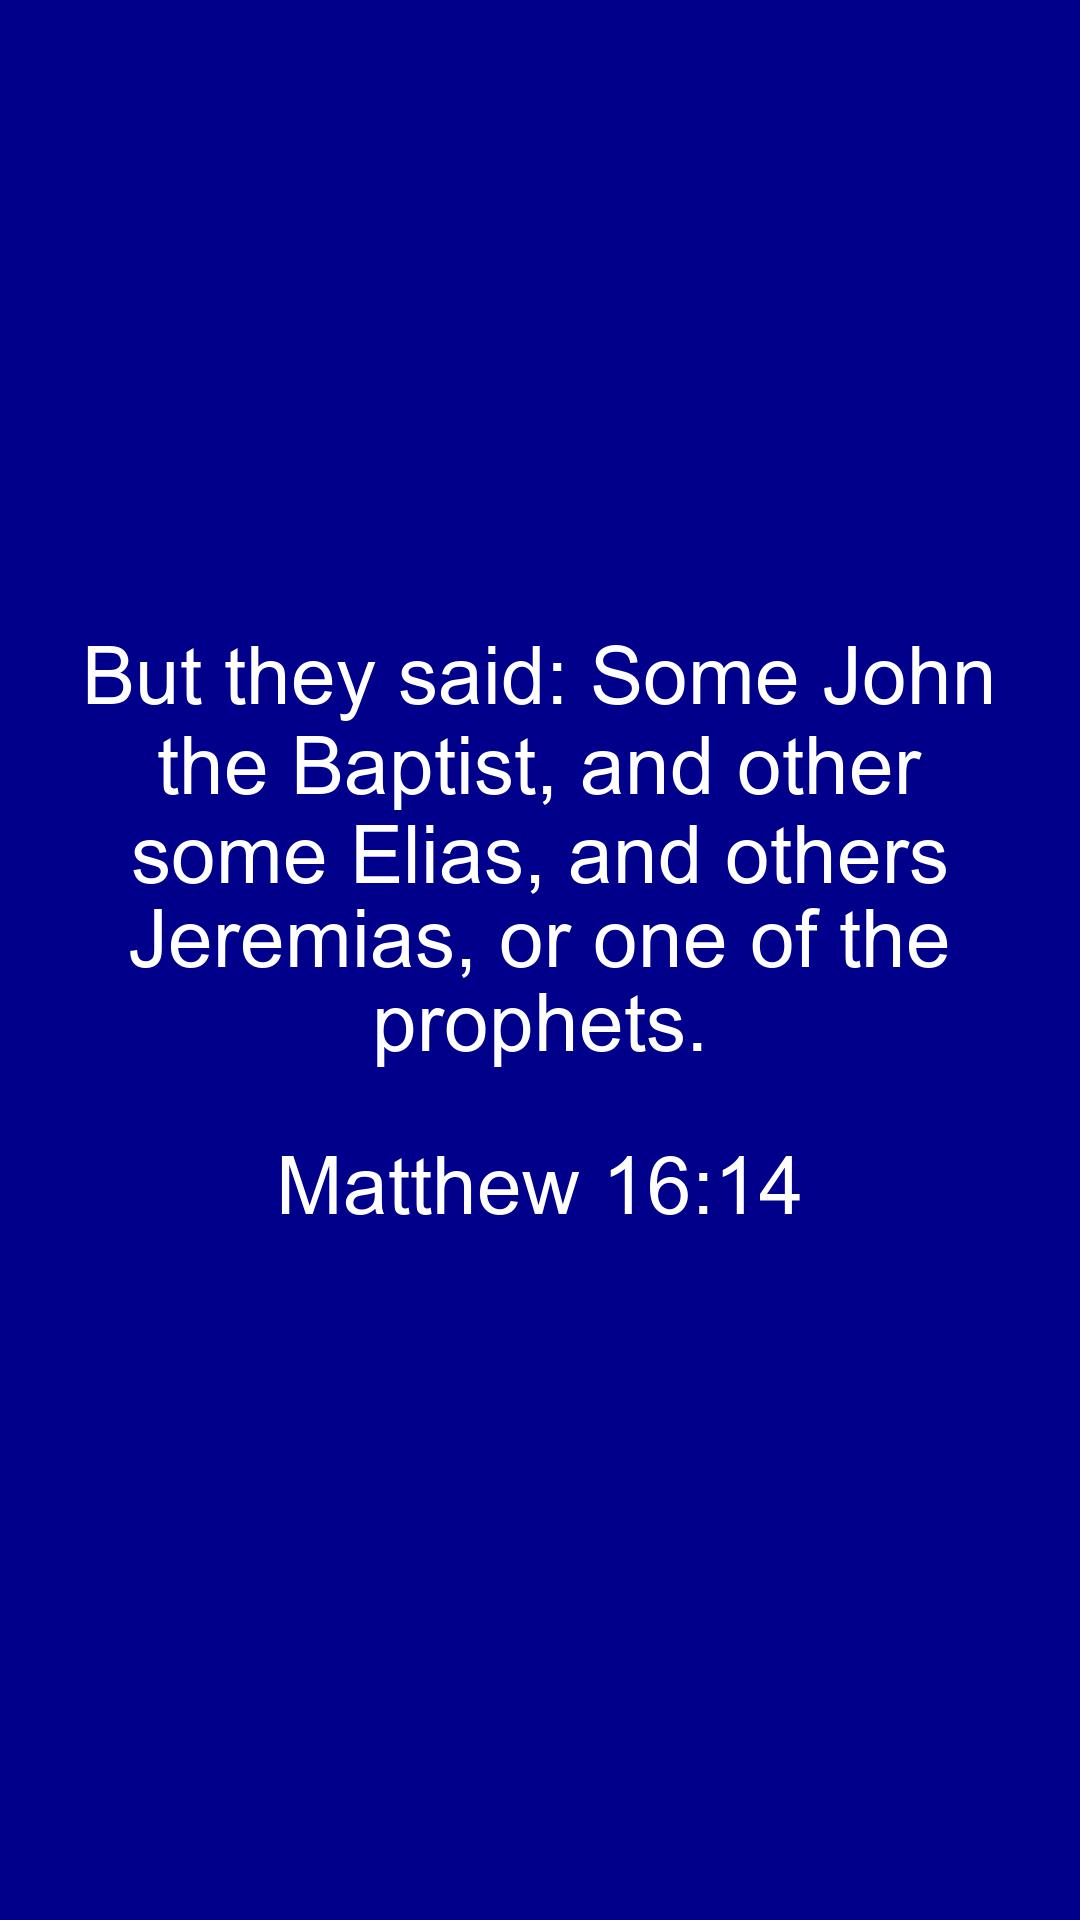 But they said: Some John
the Baptist, and other
some Elias, and others
Jeremias, or one of the
prophets.
Matthew 16:14